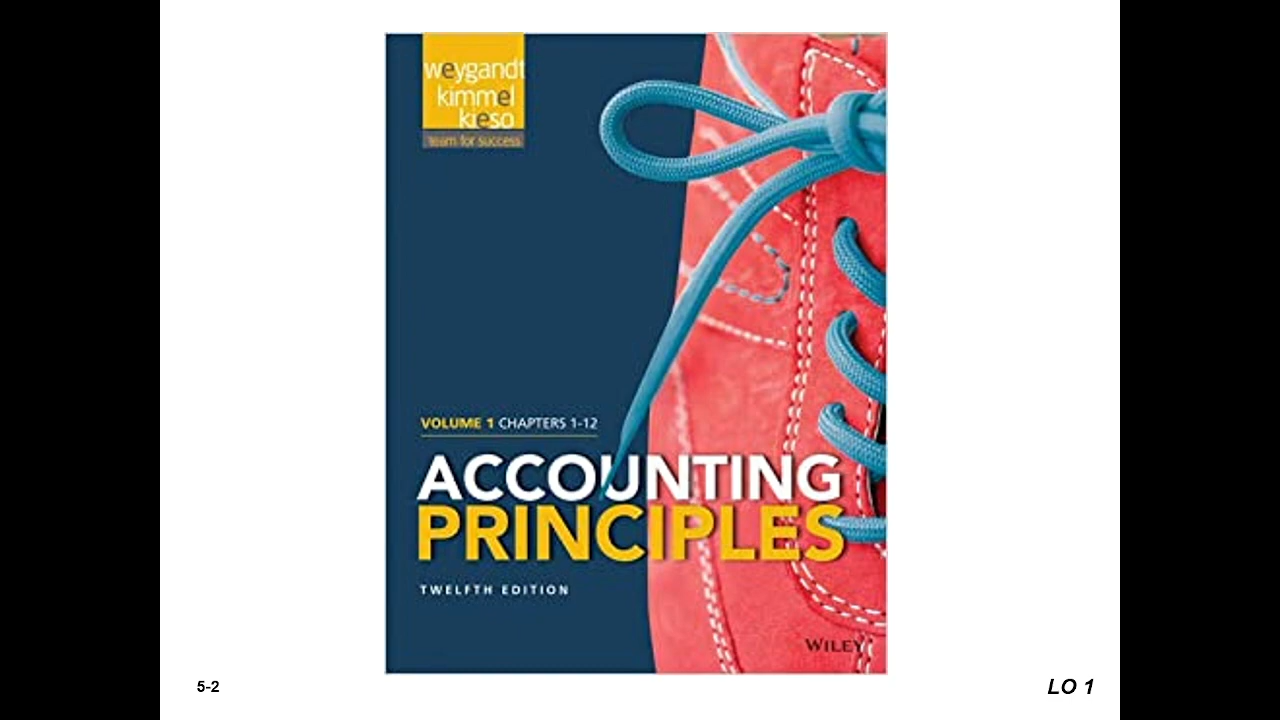 weygandt
kimmel
kieso
team for success
VOLUME 1 CHAPTERS 1-12
ACCOUNTING
PRINCIPLES
TWELFTH EDITION
WILEY
5-2
LO 1